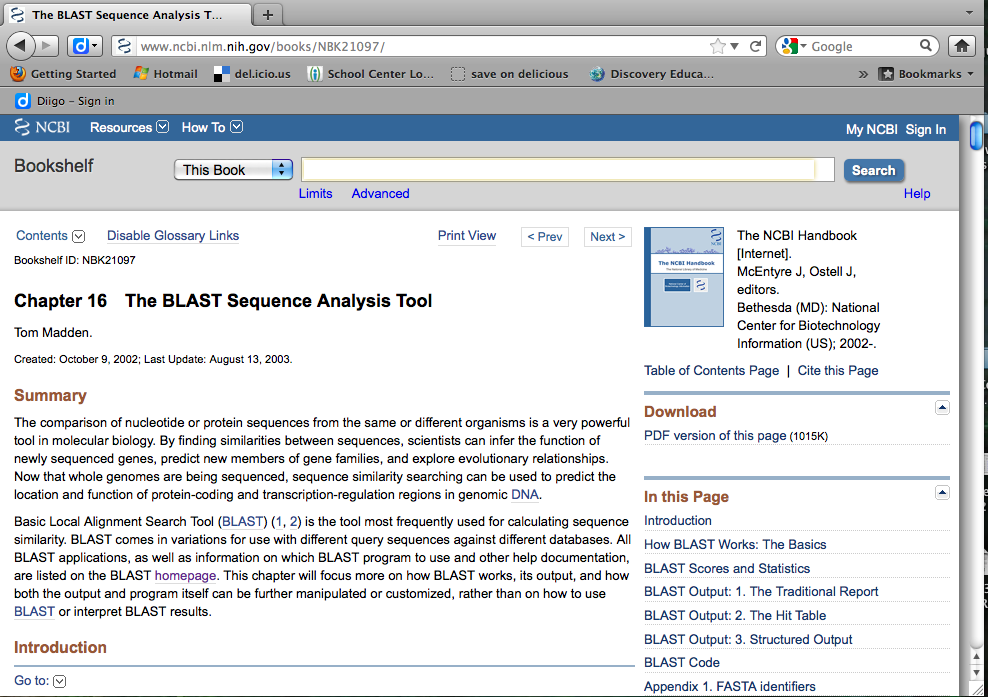 The BLAST Sequence Analysis T...
www.ncbi.nlm.nih.gov/books/NBK21097/
Google
Getting Started
Hotmail
del.icio.us
School Center Lo...
save on delicious
Discovery Educa...
»
Bookmarks
Diigo - Sign in
NCBI
Resources
How To
My NCBI
Sign In
Bookshelf
This Book
Search
Limits
Advanced
Help
Contents
Disable Glossary Links
Print View
< Prev
Next >
Bookshelf ID: NBK21097
Chapter 16 The BLAST Sequence Analysis Tool
Tom Madden.
Created: October 9, 2002; Last Update: August 13, 2003.
Summary
The comparison of nucleotide or protein sequences from the same or different organisms is a very powerful
tool in molecular biology. By finding similarities between sequences, scientists can infer the function of
newly sequenced genes, predict new members of gene families, and explore evolutionary relationships.
Now that whole genomes are being sequenced, sequence similarity searching can be used to predict the
location and function of protein-coding and transcription-regulation regions in genomic DNA.
Basic Local Alignment Search Tool (BLAST) (1, 2) is the tool most frequently used for calculating sequence
similarity. BLAST comes in variations for use with different query sequences against different databases. All
BLAST applications, as well as information on which BLAST program to use and other help documentation,
are listed on the BLAST homepage. This chapter will focus more on how BLAST works, its output, and how
both the output and program itself can be further manipulated or customized, rather than on how to use
BLAST or interpret BLAST results.
Introduction
Go to:
The NCBI Handbook
The NCBI Handbook
[Internet].
McEntyre J, Ostell J,
editors.
Bethesda (MD): National
Center for Biotechnology
Information (US); 2002-.
Table of Contents Page | Cite this Page
Download
PDF version of this page (1015K)
In this Page
Introduction
How BLAST Works: The Basics
BLAST Scores and Statistics
BLAST Output: 1. The Traditional Report
BLAST Output: 2. The Hit Table
BLAST Output: 3. Structured Output
BLAST Code
Appendix 1. FASTA identifiers